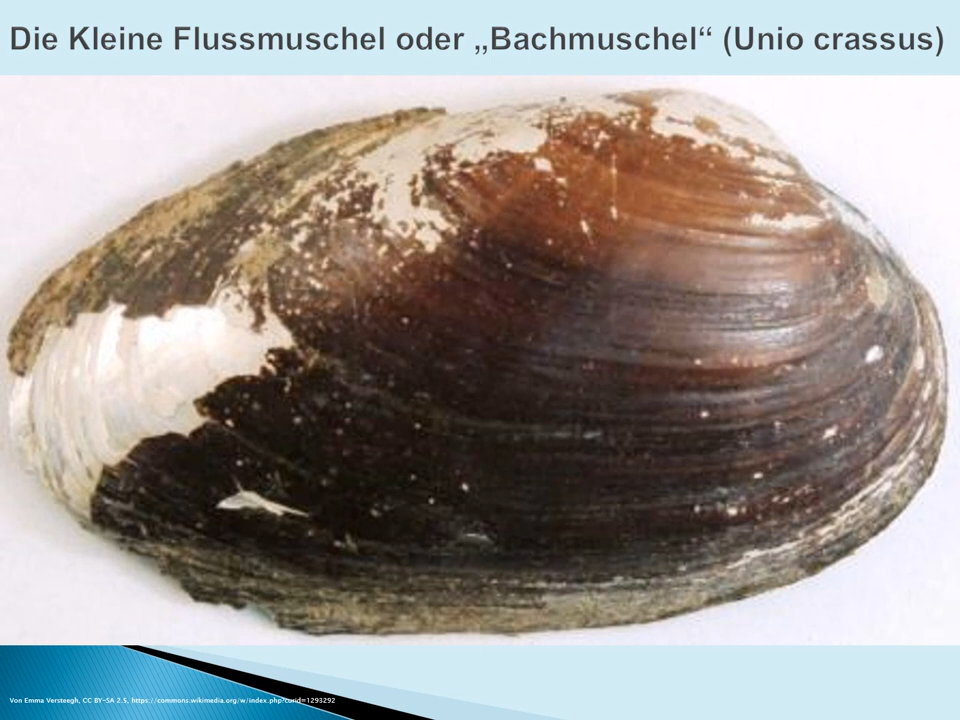 Die Kleine Flussmuschel oder „Bachmuschel“ (Unio crassus)
Von Emma Versteegh, CC BY-SA 2.5, https://commons.wikimedia.org/w/index.php?curid=1293292